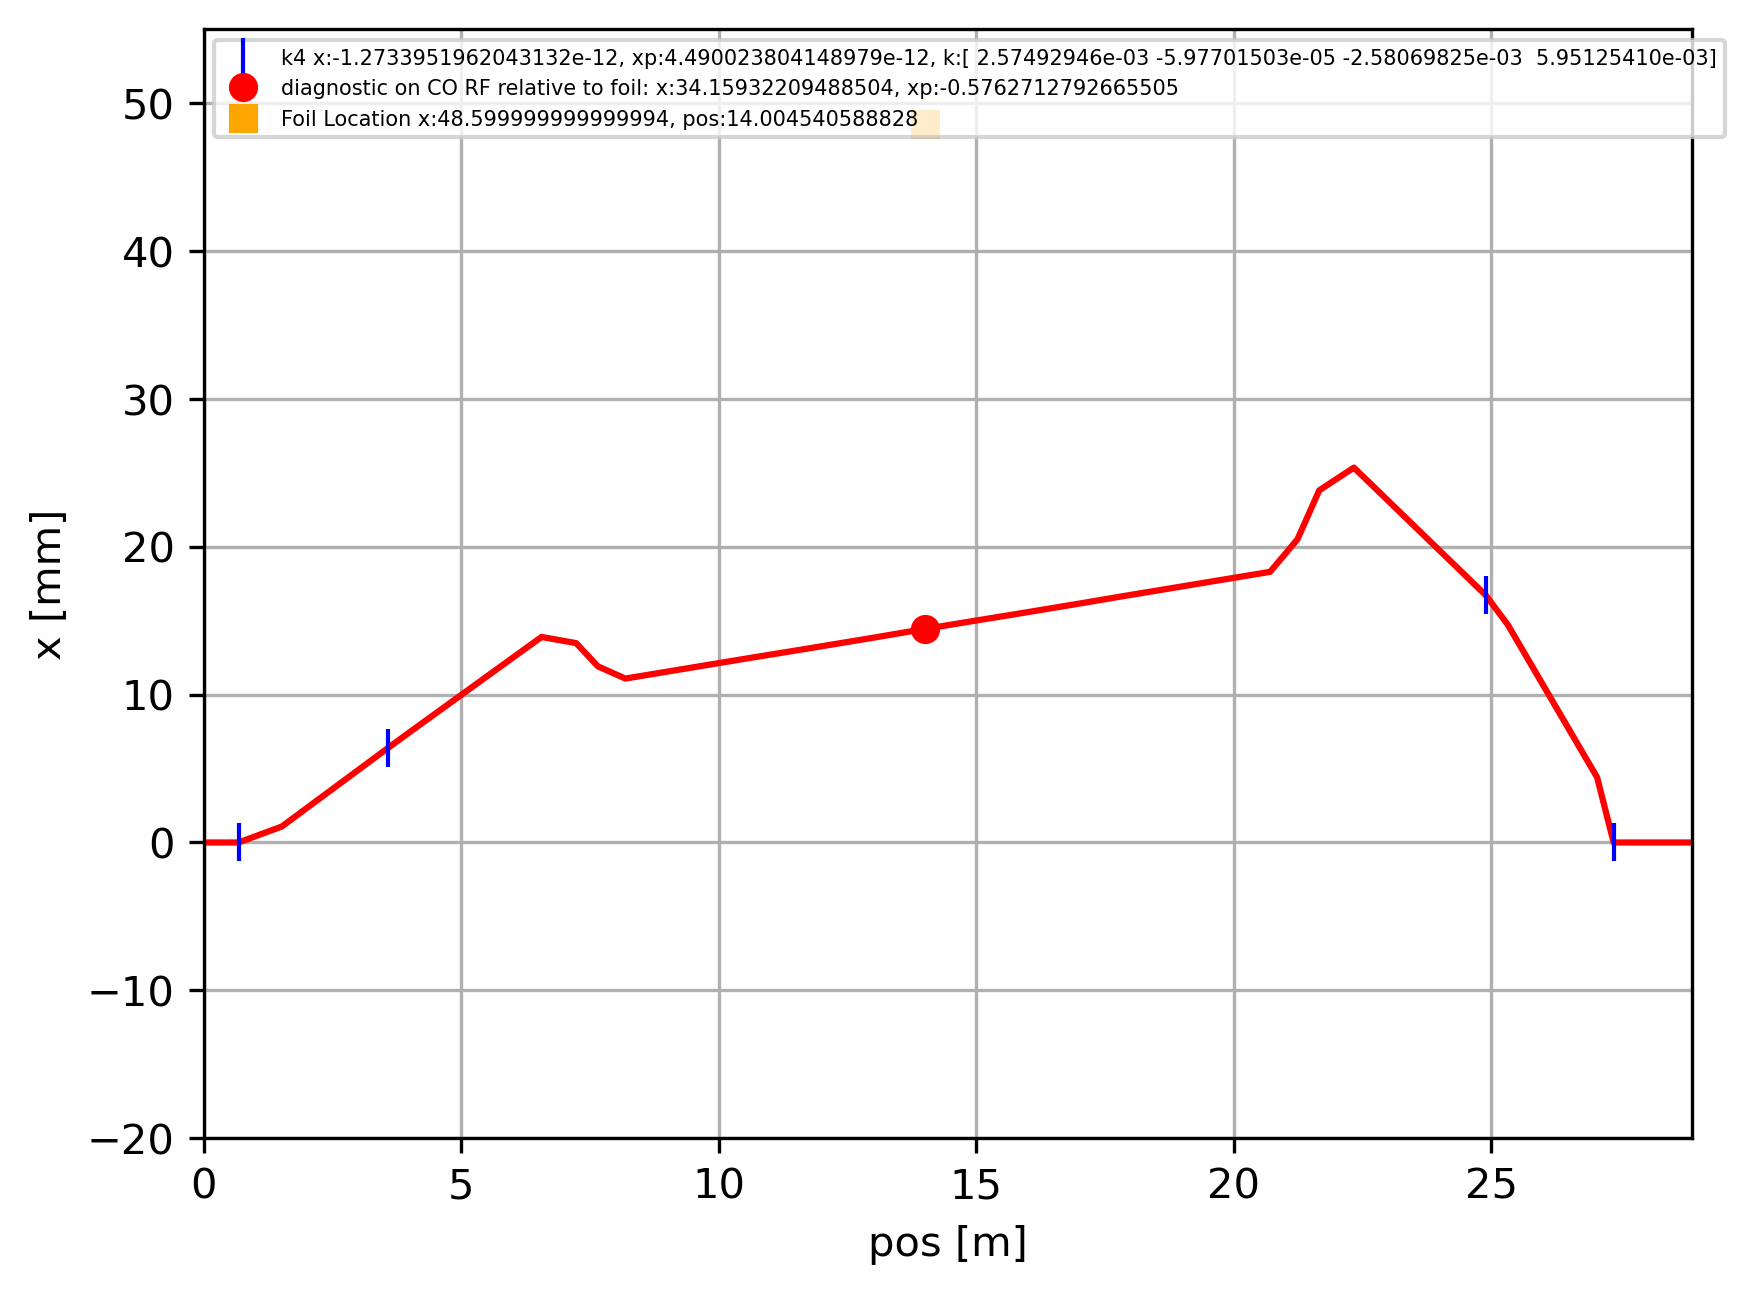 k4 x:-1.2733951962043132e-12, xp:4.490023804148979e-12, k:[ 2.57492946e-03 -5.97701503e-05 -2.58069825e-03  5.95125410e-03]
diagnostic on CO RF relative to foil: x:34.15932209488504, xp:-0.5762712792665505
Foil Location x:48.599999999999994, pos:14.004540588828
50
40
30
20
10
0
−10
−20
x [mm]
0 5 10 15 20 25
pos [m]